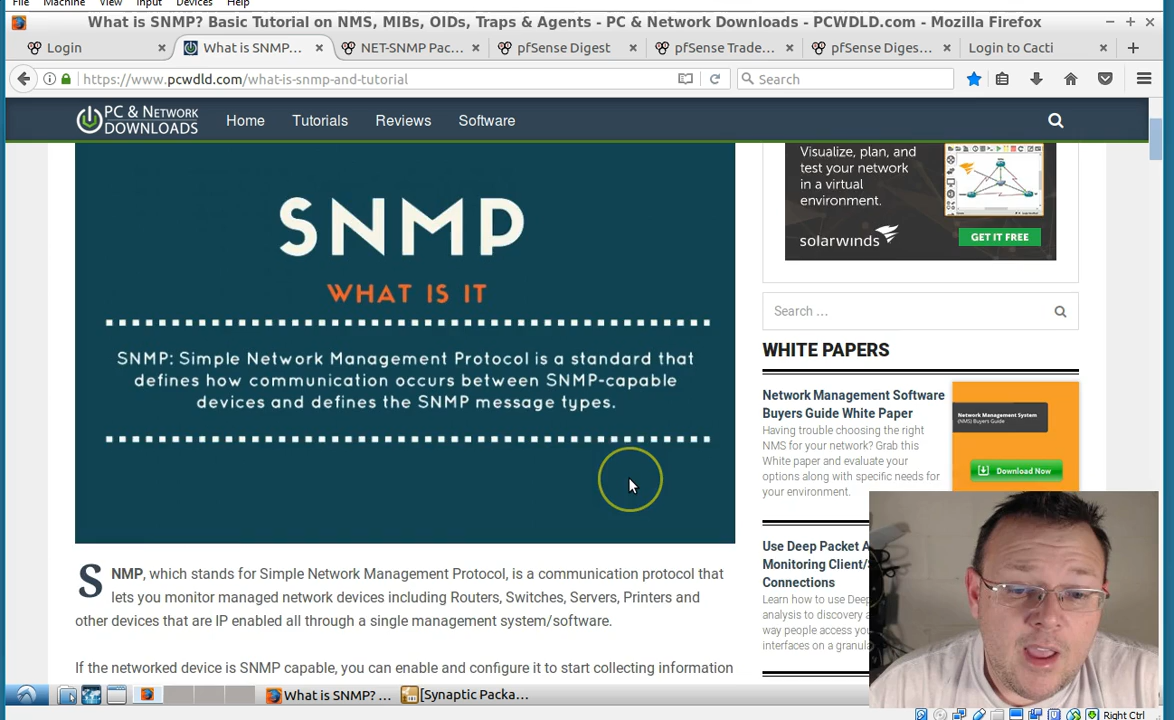 File Machine View Input Devices Help
What is SNMP? Basic Tutorial on NMS, MIBs, OIDs, Traps & Agents - PC & Network Downloads - PCWDLD.com - Mozilla Firefox
Login
What is SNMP...
NET-SNMP Pac...
pfSense Digest
pfSense Trade...
pfSense Diges...
Login to Cacti
https://www.pcwdld.com/what-is-snmp-and-tutorial
Search
PC & NETWORK
DOWNLOADS
Home Tutorials Reviews Software
SNMP
WHAT IS IT
SNMP: Simple Network Management Protocol is a standard that
defines how communication occurs between SNMP-capable
devices and defines the SNMP message types.
SNMP, which stands for Simple Network Management Protocol, is a communication protocol that
lets you monitor managed network devices including Routers, Switches, Servers, Printers and
other devices that are IP enabled all through a single management system/software.
If the networked device is SNMP capable, you can enable and configure it to start collecting information
Visualize, plan, and
test your network
in a virtual
environment.
solarwinds
GET IT FREE
Search ...
WHITE PAPERS
Network Management Software
Buyers Guide White Paper
Having trouble choosing the right
NMS for your network? Grab this
White paper and evaluate your
options along with specific needs for
your environment.
Network Management System
(NMS) Buyers Guide
Download Now
Use Deep Packet A
Monitoring Client/S
Connections
Learn how to use Deep
analysis to discovery a
way people access you
interfaces on a granula
What is SNMP? ...
[Synaptic Packa...
Right Ctrl